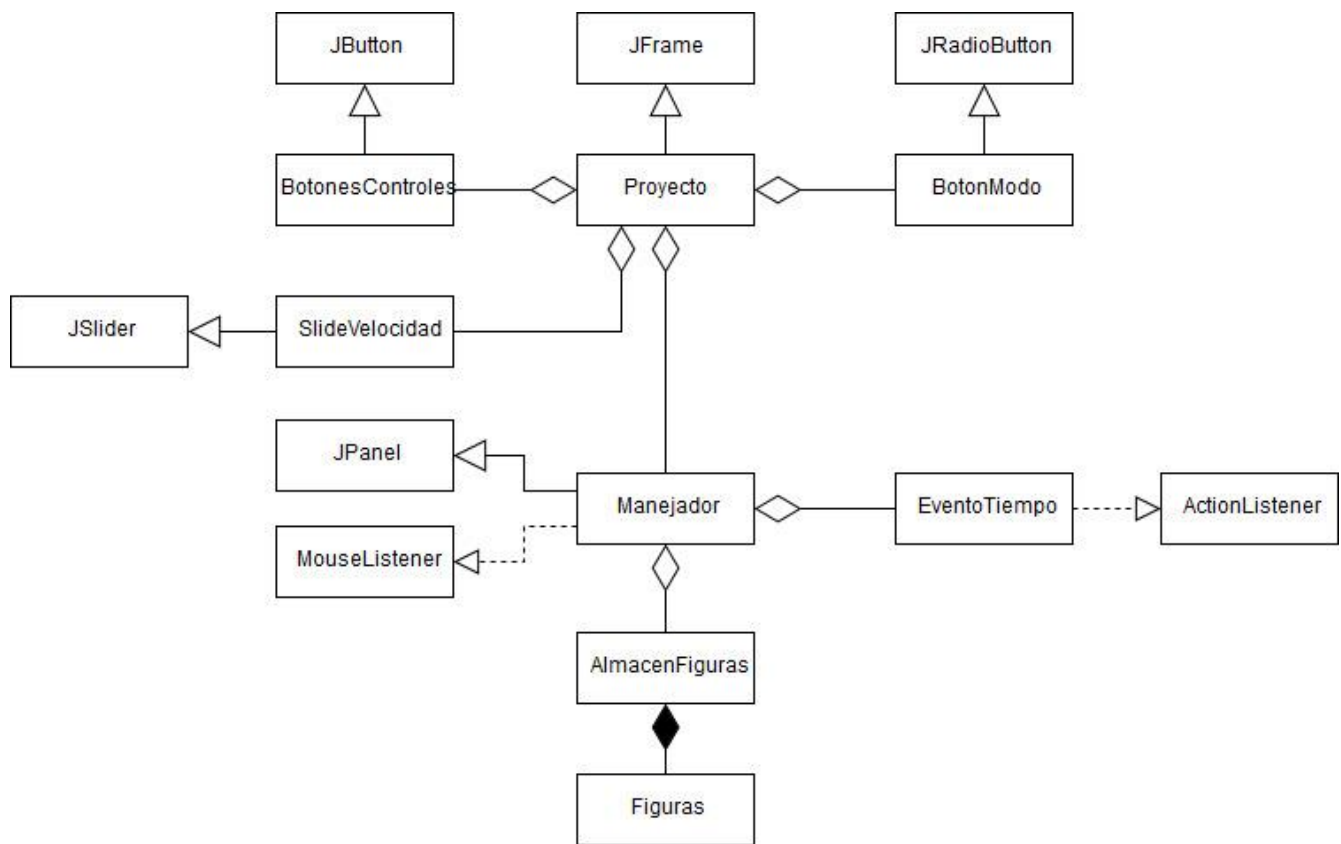 JButton
JFrame
JRadioButton
BotonesControles
Proyecto
BotonModo
JSlider
SlideVelocidad
JPanel
Manejador
EventoTiempo
ActionListener
MouseListener
AlmacenFiguras
Figuras